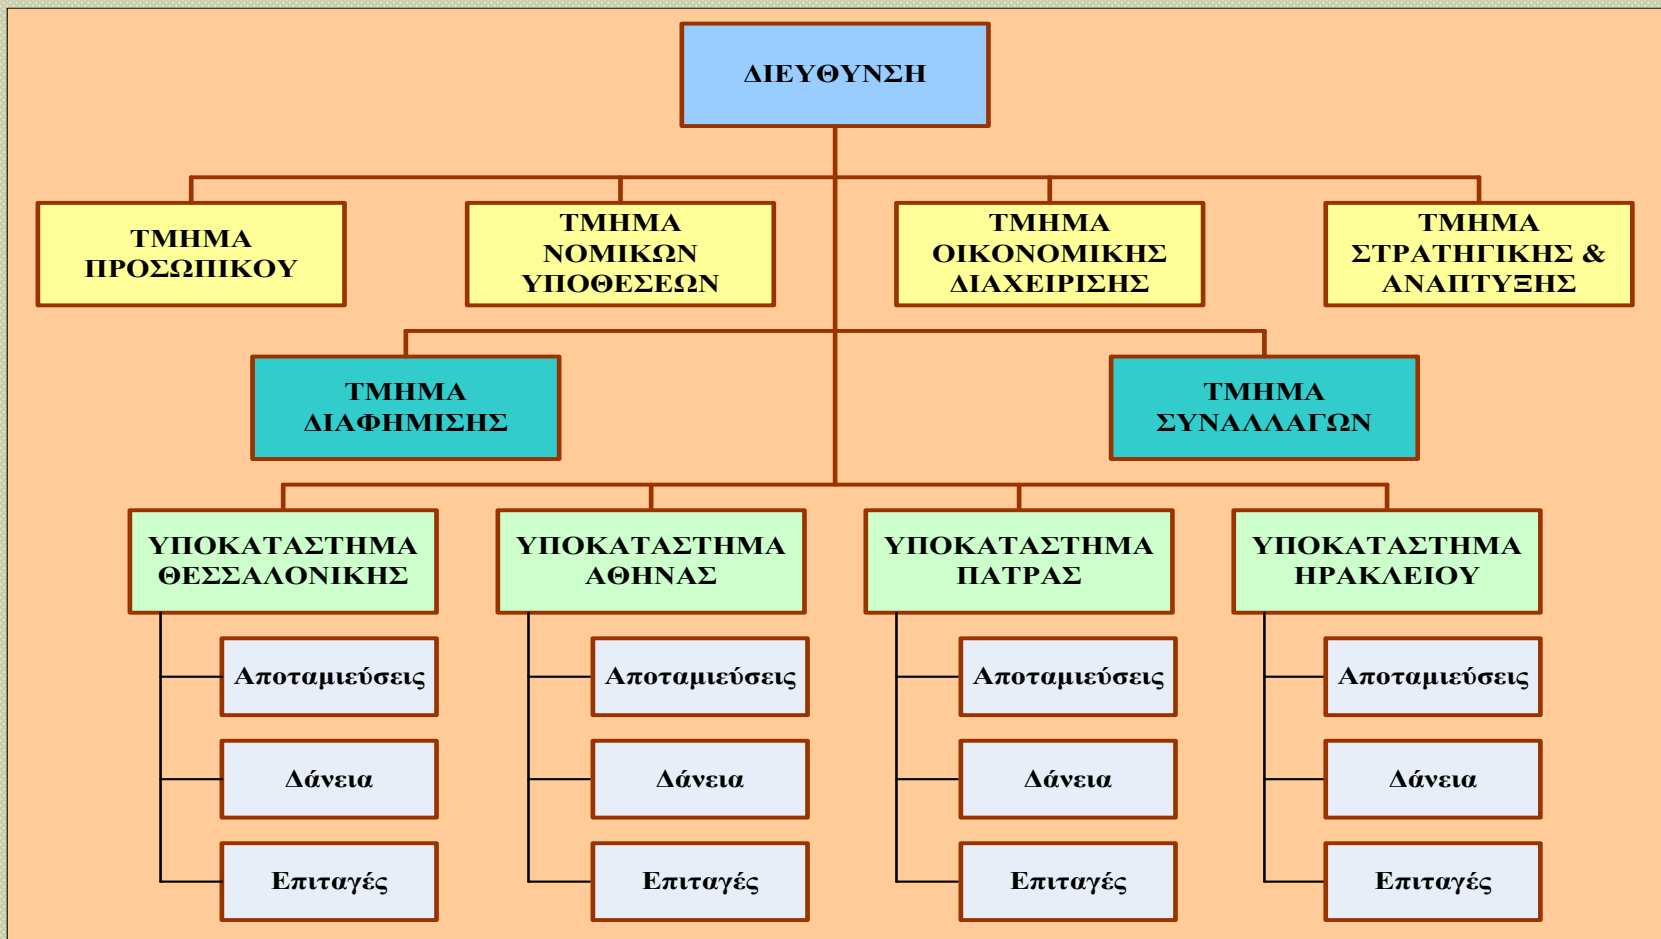 ΔΙΕΥΘΥΝΣΗ
ΤΜΗΜΑ
ΠΡΟΣΩΠΙΚΟΥ
ΤΜΗΜΑ
ΝΟΜΙΚΩΝ
ΥΠΟΘΕΣΕΩΝ
ΤΜΗΜΑ
ΟΙΚΟΝΟΜΙΚΗΣ
ΔΙΑΧΕΙΡΙΣΗΣ
ΤΜΗΜΑ
ΣΤΡΑΤΗΓΙΚΗΣ &
ΑΝΑΠΤΥΞΗΣ
ΤΜΗΜΑ
ΔΙΑΦΗΜΙΣΗΣ
ΤΜΗΜΑ
ΣΥΝΑΛΛΑΓΩΝ
ΥΠΟΚΑΤΑΣΤΗΜΑ
ΘΕΣΣΑΛΟΝΙΚΗΣ
ΥΠΟΚΑΤΑΣΤΗΜΑ
ΑΘΗΝΑΣ
ΥΠΟΚΑΤΑΣΤΗΜΑ
ΠΑΤΡΑΣ
ΥΠΟΚΑΤΑΣΤΗΜΑ
ΗΡΑΚΛΕΙΟΥ
Αποταμιεύσεις
Αποταμιεύσεις
Αποταμιεύσεις
Αποταμιεύσεις
Δάνεια
Δάνεια
Δάνεια
Δάνεια
Επιταγές
Επιταγές
Επιταγές
Επιταγές